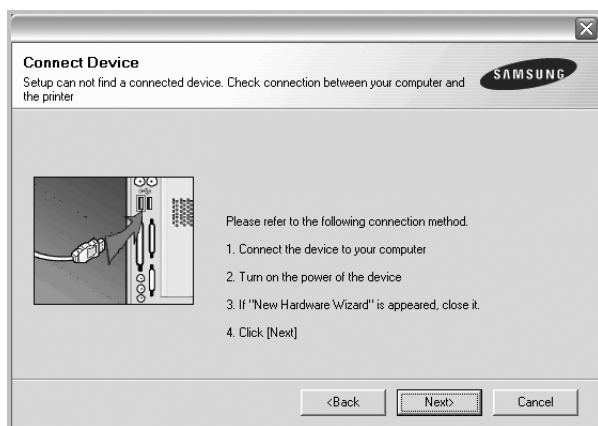 Connect Device
Setup can not find a connected device. Check connection between your computer and
the printer
SAMSUNG
Please refer to the following connection method.
1. Connect the device to your computer
2. Turn on the power of the device
3. If "New Hardware Wizard" is appeared, close it.
4. Click [Next]
<Back
Next>
Cancel